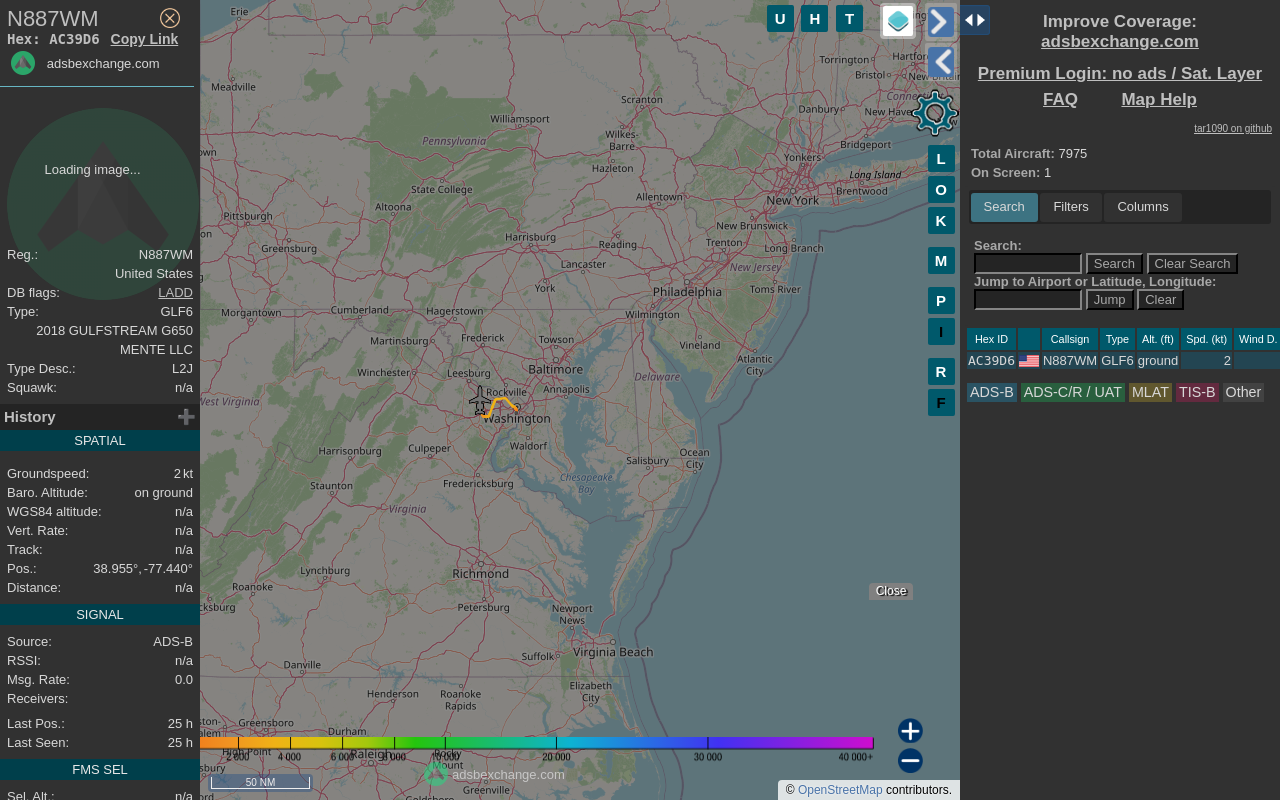 N887WM
Hex: AC39D6 Copy Link
adsbexchange.com
Loading image...
Reg.: N887WM
United States
DB flags: LADD
Type: GLF6
2018 GULFSTREAM G650
MENTE LLC
Type Desc.: L2J
Squawk: n/a
History
SPATIAL
Groundspeed: 2 kt
Baro. Altitude: on ground
WGS84 altitude: n/a
Vert. Rate: n/a
Track: n/a
Pos.: 38.955°, -77.440°
Distance: n/a
SIGNAL
Source: ADS-B
RSSI: n/a
Msg. Rate: 0.0
Receivers:
Last Pos.: 25 h
Last Seen: 25 h
FMS SEL
Sel. Alt.: n/a
U H T
L
O
K
M
P
I
R
F
Erie
Meadville
Torrington
Bristol
Scranton
Danbury
Williamsport
Wilkes-
Barre
Pennsylvania
Bridgeport
Yonkers
Hazleton
Long Island
State College
Allentown
Brentwood
Altoona
New York
Pittsburgh
New Brunswick
Harrisburg
Reading
Trenton
Long Branch
Greensburg
Lancaster
New Jersey
York
Philadelphia
Toms River
Morgantown
Cumberland
Hagerstown
Wilmington
Martinsburg
Frederick
Towson
Vineland
Atlantic
City
Winchester
Leesburg
Baltimore
Delaware
Rockville
Annapolis
West Virginia
Washington
Harrisonburg
Culpeper
Waldorf
Ocean
City
Salisbury
Staunton
Fredericksburg
Chesapeake
Bay
Virginia
Lynchburg
Richmond
Roanoke
Petersburg
Newport
News
Suffolk
Virginia Beach
Danville
Elizabeth
City
Henderson
Roanoke
Rapids
Greensboro
Durham
High Point
Raleigh
Rocky
Mount
Greenville
Goldsboro
Close
2 000 4 000 6 000 8 000 10 000 20 000 30 000 40 000+
adsbexchange.com
50 NM
© OpenStreetMap contributors.
Improve Coverage:
adsbexchange.com
Premium Login: no ads / Sat. Layer
FAQ Map Help
tar1090 on github
Total Aircraft: 7975
On Screen: 1
Search Filters Columns
Search:
Search Clear Search
Jump to Airport or Latitude, Longitude:
Jump Clear
Hex ID Callsign Type Alt. (ft) Spd. (kt) Wind D.
AC39D6 N887WM GLF6 ground 2
ADS-B ADS-C/R / UAT MLAT TIS-B Other